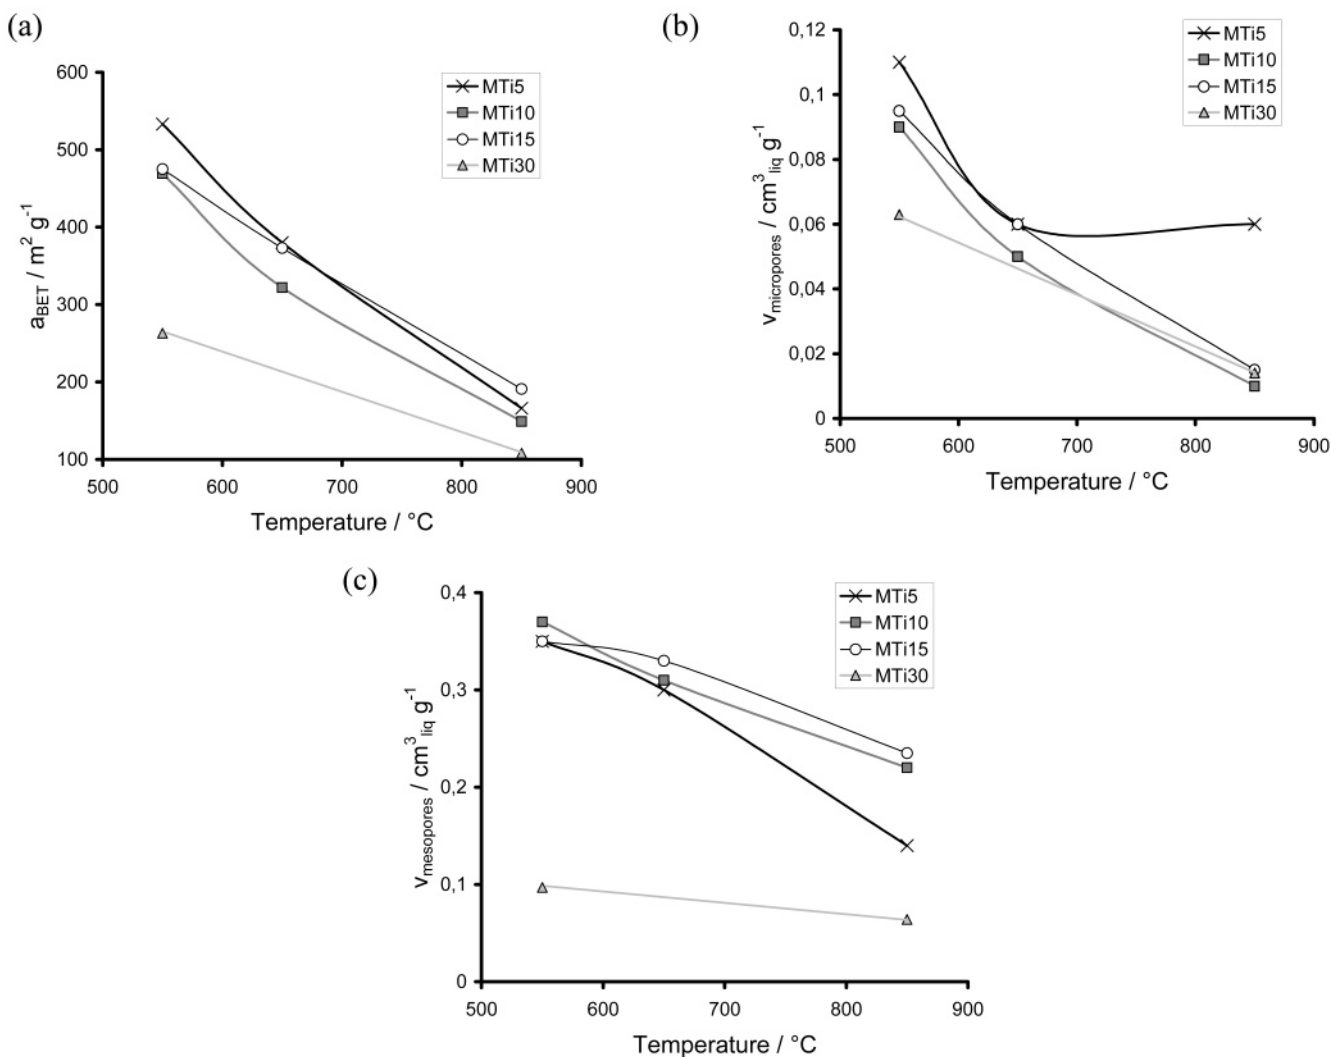 (a)
600
500
400
300
200
100
a_BET / m² g⁻¹
500
600
700
800
900
Temperature / °C
MTi5
MTi10
MTi15
MTi30
(b)
0,12
0,1
0,08
0,06
0,04
0,02
0
v_micropores / cm³_liq g⁻¹
500
600
700
800
900
Temperature / °C
MTi5
MTi10
MTi15
MTi30
(c)
0,4
0,3
0,2
0,1
0
v_mesopores / cm³_liq g⁻¹
500
600
700
800
900
Temperature / °C
MTi5
MTi10
MTi15
MTi30